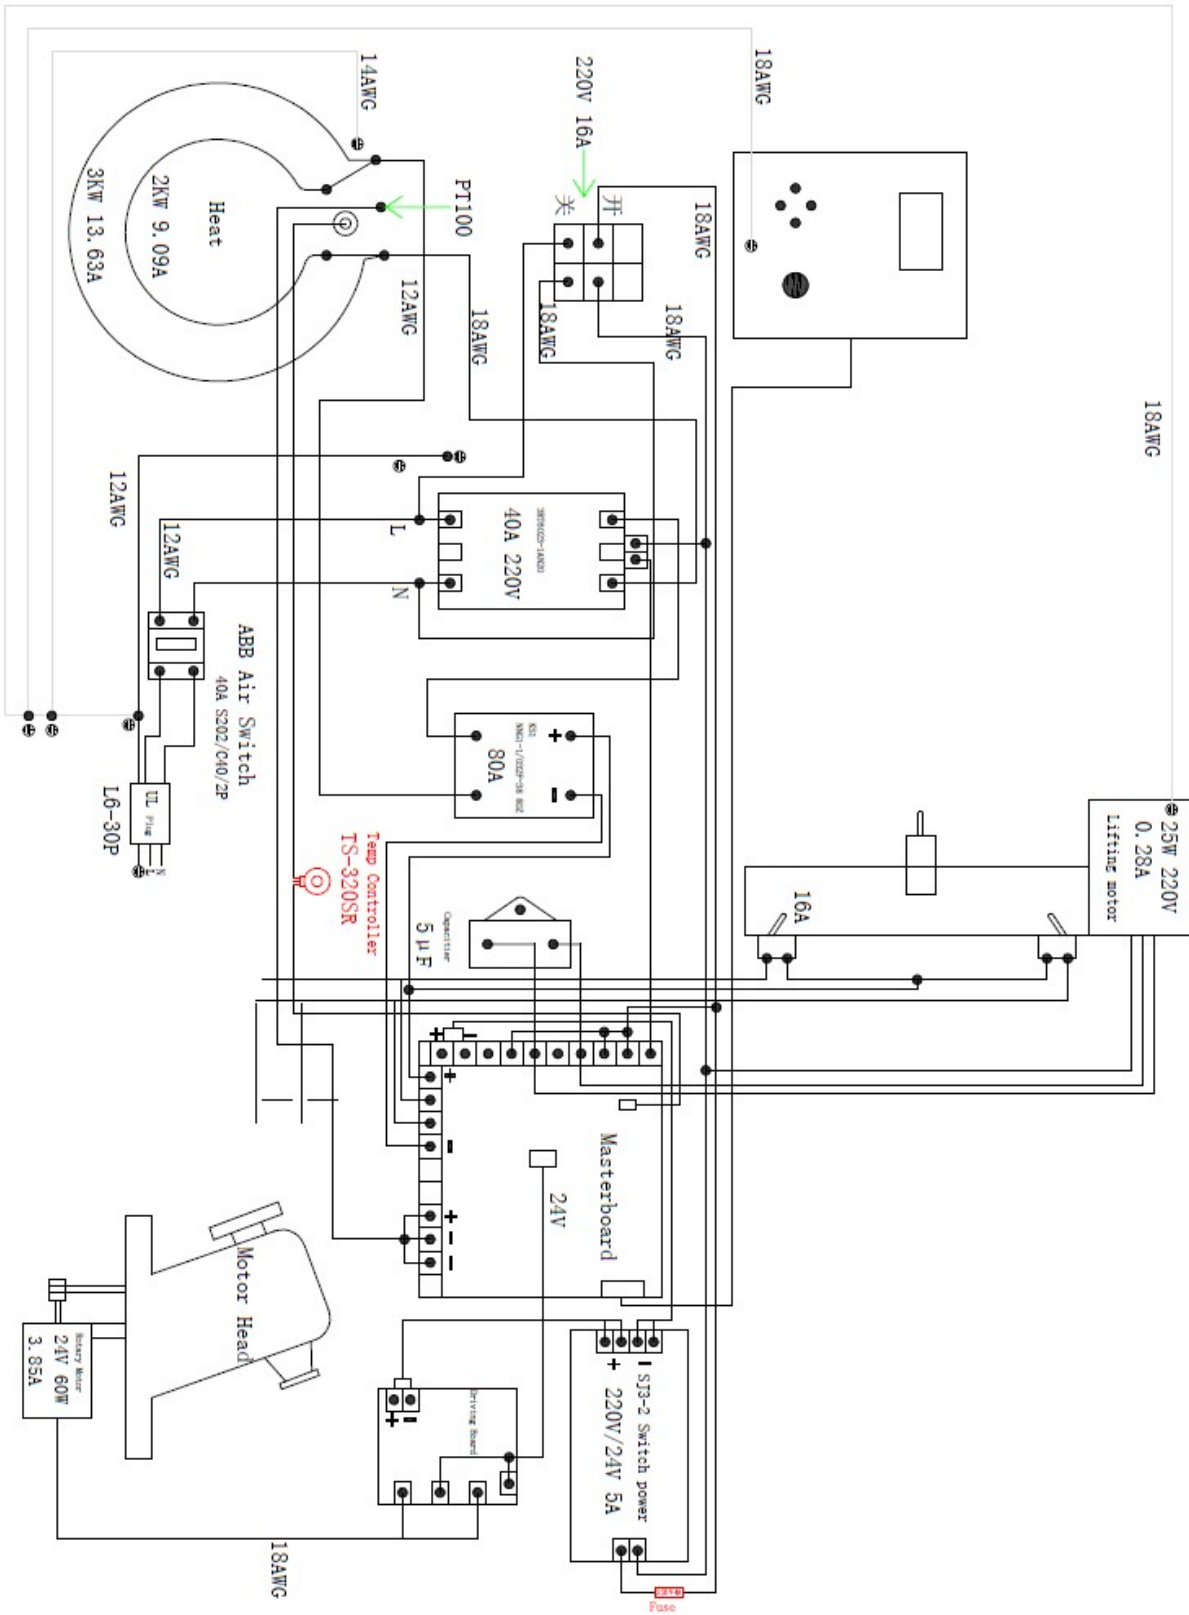 18AWG
14AWG
220V 16A
关
开
PT100
18AWG
Heat
2KW 9.09A
3KW 13.63A
12AWG
18AWG
18AWG
18AWG
18AWG
12AWG
12AWG
L
N
40A 220V
ABB Air Switch
40A S202/C40/2P
UL Plug
L6-30P
N
L
KS1
80A
+
-
Temp Controller
TS-320SR
Capacitier
5μF
25W 220V
0.28A
Lifting motor
16A
+
-
+
-
+
-
-
Masterboard
24V
Motor Head
Rotary Motor
24V 60W
3.85A
18AWG
Driving Board
+
-
+
-
SJ3-2 Switch power
220V/24V 5A
Fuse